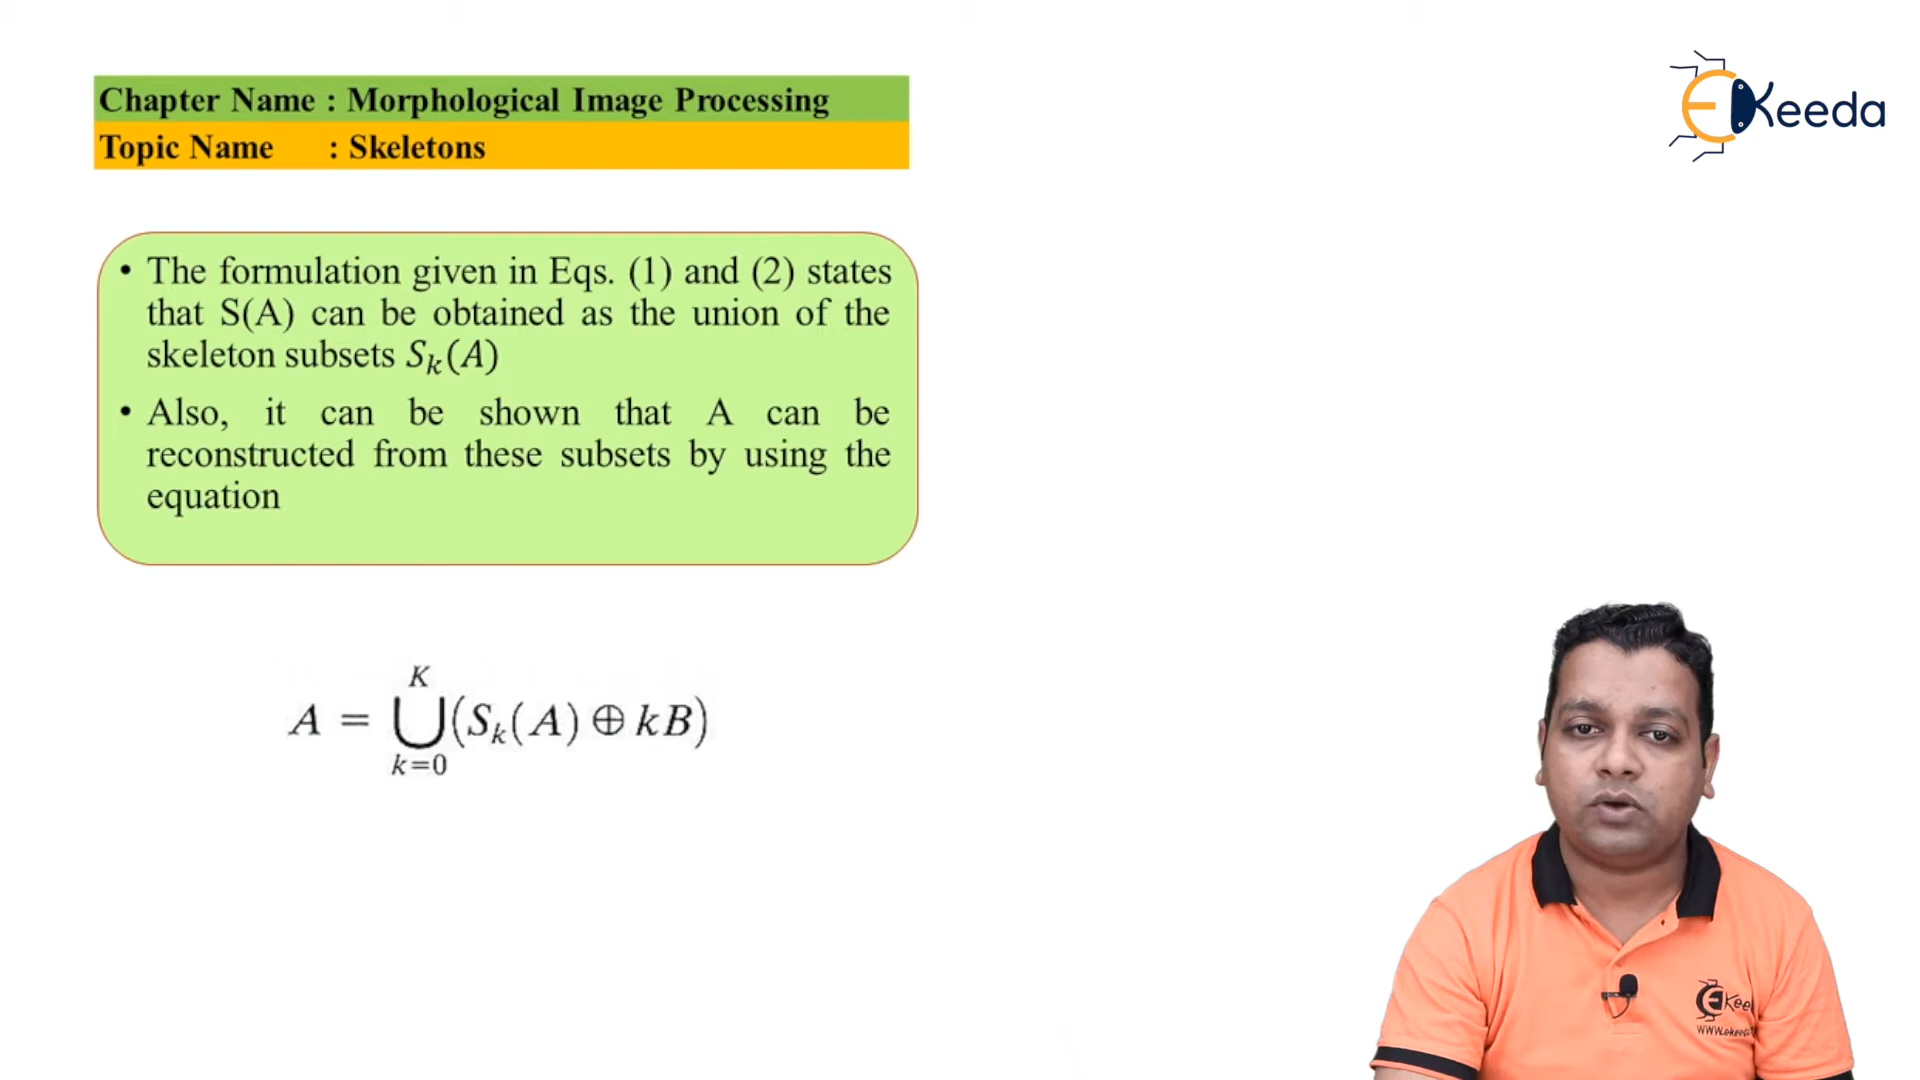 Chapter Name : Morphological Image Processing
Topic Name : Skeletons
EKeeda
• The formulation given in Eqs. (1) and (2) states
that S(A) can be obtained as the union of the
skeleton subsets Sₖ(A)
• Also, it can be shown that A can be
reconstructed from these subsets by using the
equation
K
A = ⋃(Sₖ(A) ⊕ kB)
k=0